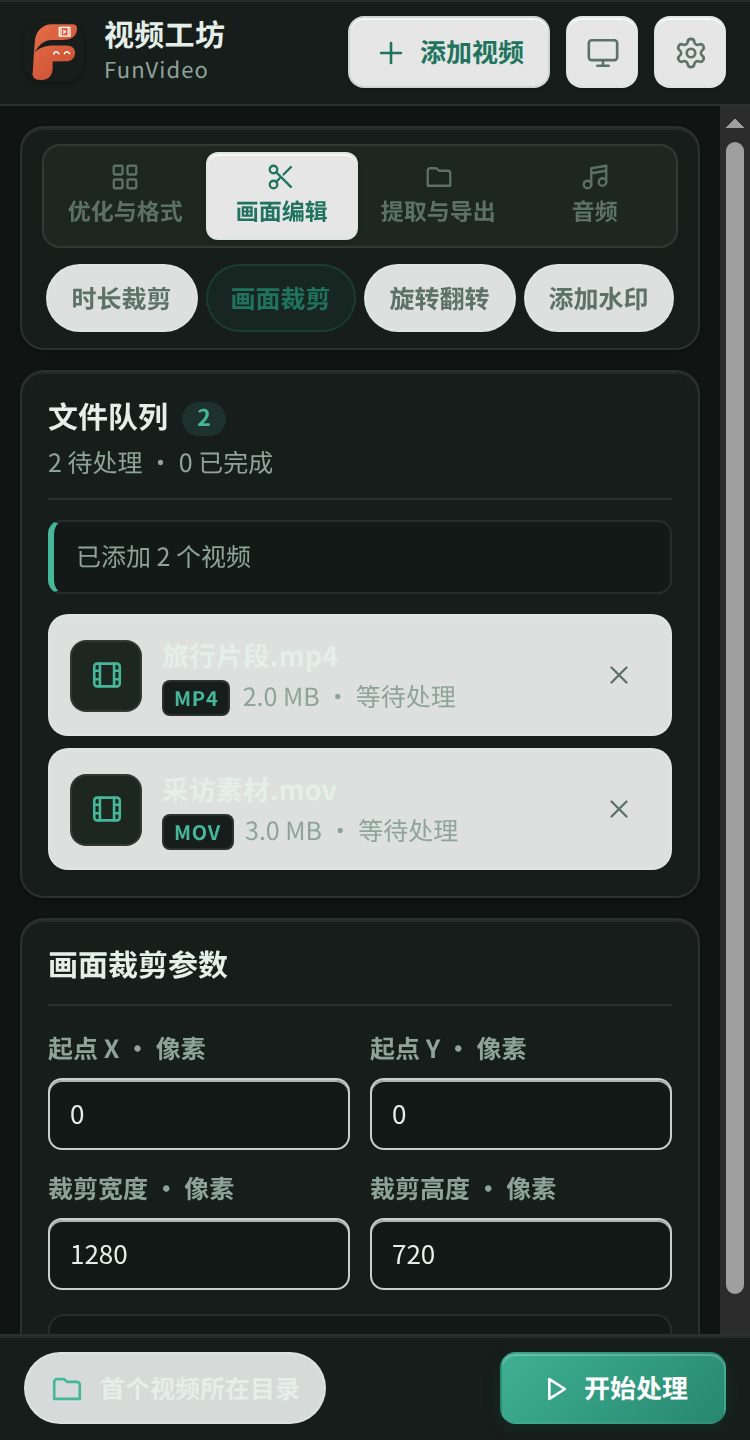 视频工坊
FunVideo
添加视频
优化与格式
画面编辑
提取与导出
音频
时长裁剪
画面裁剪
旋转翻转
添加水印
文件队列 2
2 待处理 • 0 已完成
已添加 2 个视频
旅行片段.mp4
MP4 2.0 MB • 等待处理
采访素材.mov
MOV 3.0 MB • 等待处理
画面裁剪参数
起点 X • 像素
起点 Y • 像素
0
0
裁剪宽度 • 像素
裁剪高度 • 像素
1280
720
首个视频所在目录
开始处理